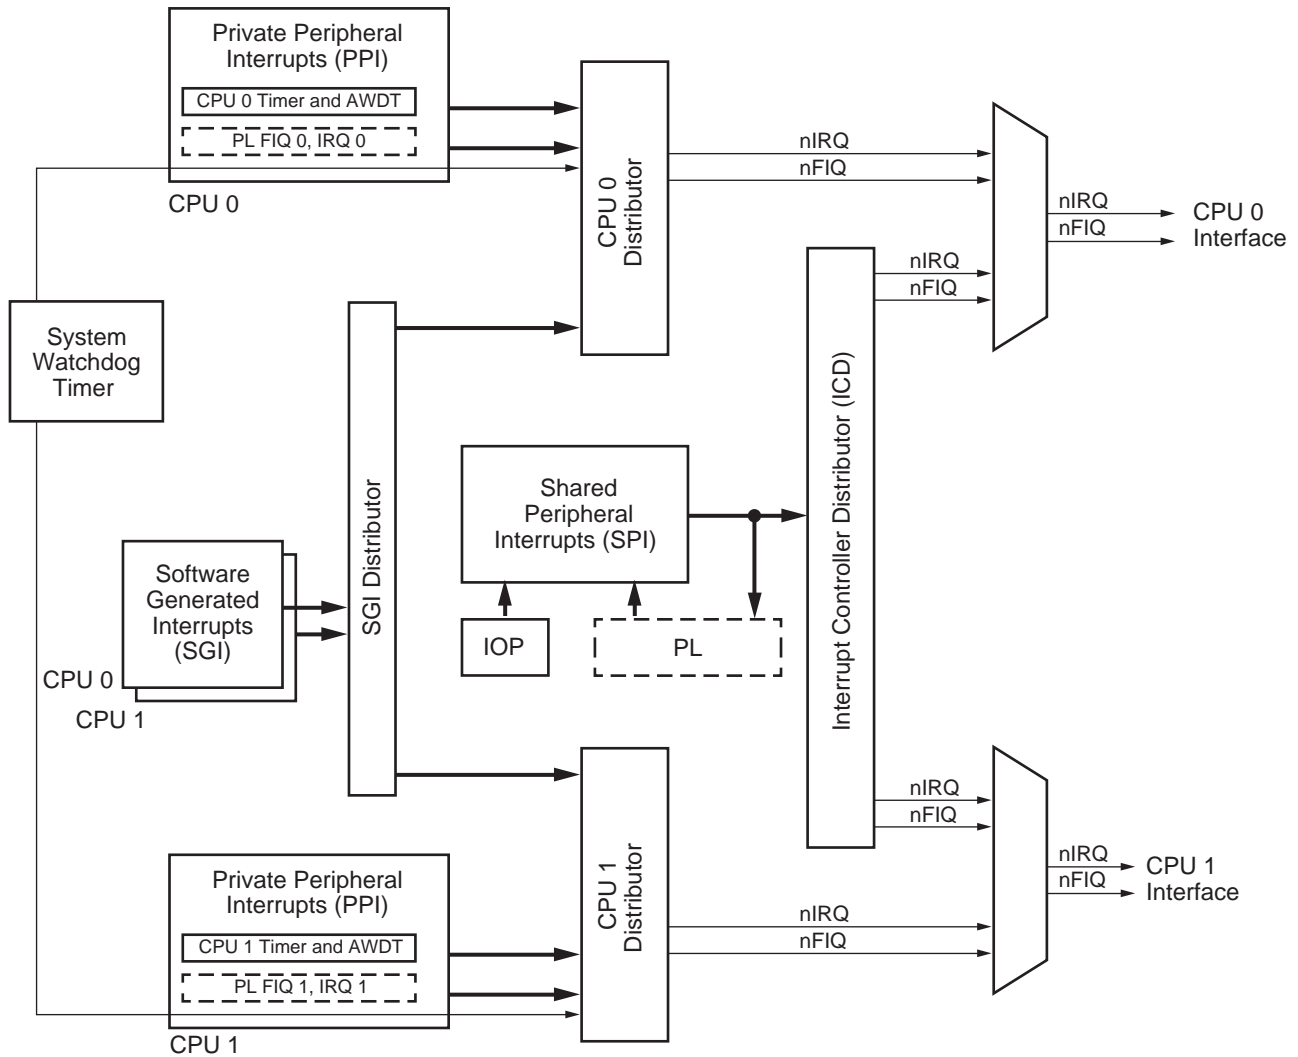 Private Peripheral
Interrupts (PPI)
CPU 0 Timer and AWDT
PL FIQ 0, IRQ 0
CPU 0
CPU 0
Distributor
nIRQ
nFIQ
nIRQ
nFIQ
CPU 0
Interface
nIRQ
nFIQ
System
Watchdog
Timer
SGI Distributor
Shared
Peripheral
Interrupts (SPI)
IOP
PL
Interrupt Controller Distributor (ICD)
Software
Generated
Interrupts
(SGI)
CPU 0
CPU 1
nIRQ
nFIQ
Private Peripheral
Interrupts (PPI)
CPU 1 Timer and AWDT
PL FIQ 1, IRQ 1
CPU 1
CPU 1
Distributor
nIRQ
nFIQ
nIRQ
nFIQ
CPU 1
Interface